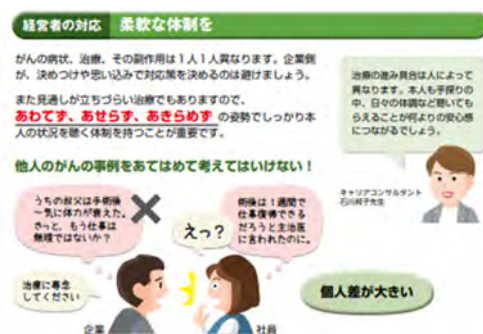 経営者の対応 柔軟な体制を
がんの病状、治療、その副作用は1人1人異なります。企業側
が、決めつけや思い込みで対応策を決めるのは避けましょう。
また見通しが立ちづらい治療でもありますので、
あわてず、あせらず、あきらめず の姿勢でしっかり本
人の状況を聴く体制を持つことが重要です。
治療の進み具合は人によって
異なります。本人も手探りの
中、日々の体調など聴いても
らえることが何よりの安心感
につながるでしょう。
キャリアコンサルタント
石川邦子先生
他人のがんの事例をあてはめて考えてはいけない！
うちの叔父は手術後
一気に体力が衰えた。
きっと、もう仕事は
無理ではないか？
えっ？
術後は1週間で
仕事復帰できる
だろうと主治医
に言われたのに。
治療に専念
してください
個人差が大きい
企業
社員